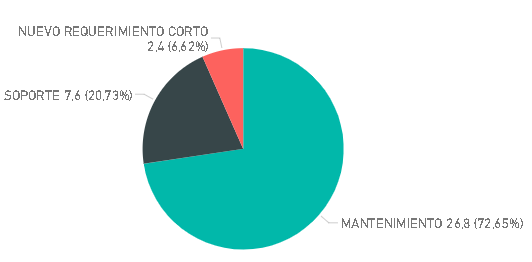 NUEVO REQUERIMIENTO CORTO
2,4 (6,62%)
SOPORTE 7,6 (20,73%)
MANTENIMIENTO 26,8 (72,65%)